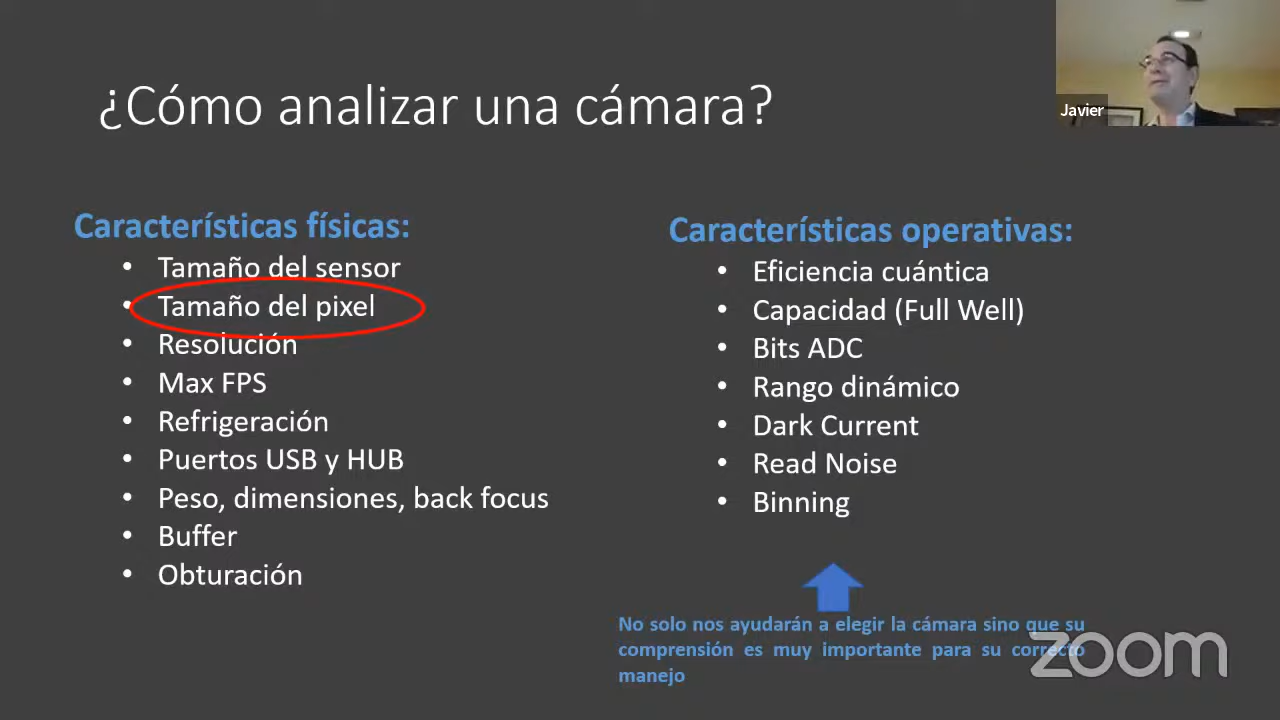 ¿Cómo analizar una cámara?
Javier
Características físicas:
• Tamaño del sensor
• Tamaño del pixel
• Resolución
• Max FPS
• Refrigeración
• Puertos USB y HUB
• Peso, dimensiones, back focus
• Buffer
• Obturación
Características operativas:
• Eficiencia cuántica
• Capacidad (Full Well)
• Bits ADC
• Rango dinámico
• Dark Current
• Read Noise
• Binning
No solo nos ayudarán a elegir la cámara sino que su
comprensión es muy importante para su correcto
manejo
zoom